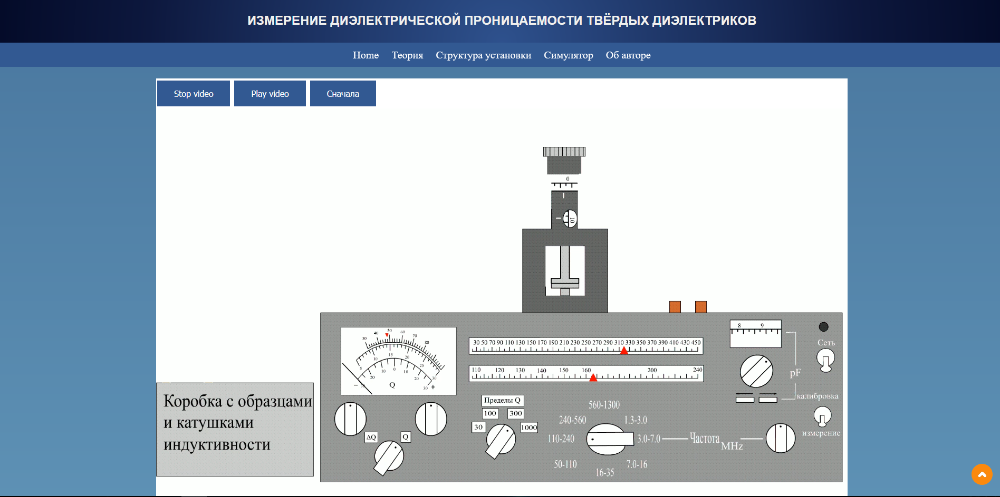 ИЗМЕРЕНИЕ ДИЭЛЕКТРИЧЕСКОЙ ПРОНИЦАЕМОСТИ ТВЁРДЫХ ДИЭЛЕКТРИКОВ
Home Теория Структура установки Симулятор Об авторе
Stop video Play video Сначала
0
10
8 9
Сеть
30 40 50 60 70 80
5 10 15 20 25 30
30 20 10 0 10 20 30
− Q +
30 50 70 90 110 130 150 170 190 210 230 250 270 290 310 330 350 370 390 410 430 450
110 120 130 140 150 160 200 240
pF
калибровка
измерение
Коробка с образцами
и катушками
индуктивности
ΔQ Q
Пределы Q
30 100 300 1000
560-1300
240-560 1.3-3.0
110-240 3.0-7.0 Частота
MHz
50-110 7.0-16
16-35